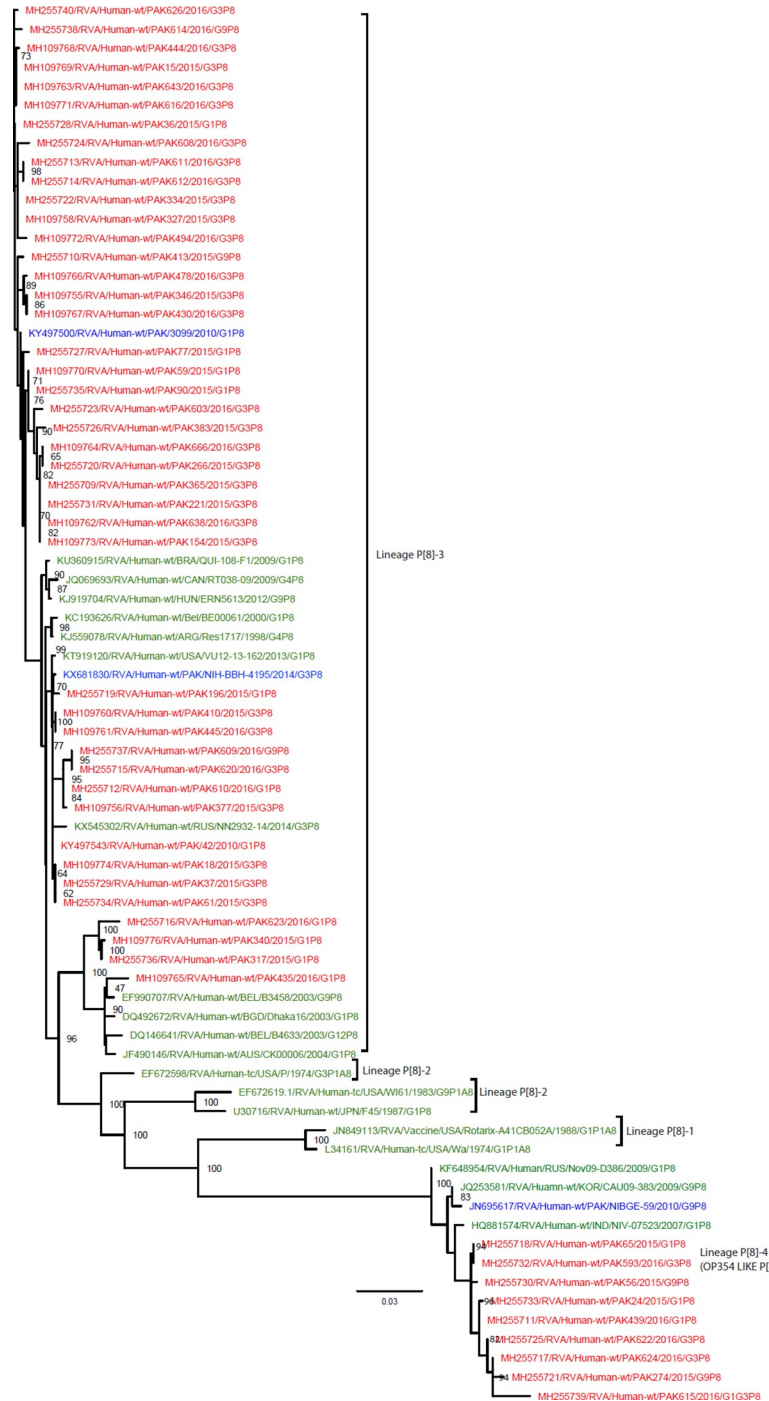 MH255740/RVA/Human-wt/PAK626/2016/G3P8
MH255738/RVA/Human-wt/PAK614/2016/G9P8
MH109768/RVA/Human-wt/PAK444/2016/G3P8
73
MH109769/RVA/Human-wt/PAK15/2015/G3P8
MH109763/RVA/Human-wt/PAK643/2016/G3P8
MH109771/RVA/Human-wt/PAK616/2016/G3P8
MH255728/RVA/Human-wt/PAK36/2015/G1P8
MH255724/RVA/Human-wt/PAK608/2016/G3P8
MH255713/RVA/Human-wt/PAK611/2016/G3P8
98
MH255714/RVA/Human-wt/PAK612/2016/G3P8
MH255722/RVA/Human-wt/PAK334/2015/G3P8
MH109758/RVA/Human-wt/PAK327/2015/G3P8
MH109772/RVA/Human-wt/PAK494/2016/G3P8
MH255710/RVA/Human-wt/PAK413/2015/G9P8
MH109766/RVA/Human-wt/PAK478/2016/G3P8
89
MH109755/RVA/Human-wt/PAK346/2015/G3P8
86
MH109767/RVA/Human-wt/PAK430/2016/G3P8
KY497500/RVA/Human-wt/PAK/3099/2010/G1P8
MH255727/RVA/Human-wt/PAK77/2015/G1P8
MH109770/RVA/Human-wt/PAK59/2015/G1P8
71
MH255735/RVA/Human-wt/PAK90/2015/G1P8
76
MH255723/RVA/Human-wt/PAK603/2016/G3P8
MH255726/RVA/Human-wt/PAK383/2015/G3P8
90
MH109764/RVA/Human-wt/PAK666/2016/G3P8
65
MH255720/RVA/Human-wt/PAK266/2015/G3P8
82
MH255709/RVA/Human-wt/PAK365/2015/G3P8
MH255731/RVA/Human-wt/PAK221/2015/G3P8
70
MH109762/RVA/Human-wt/PAK638/2016/G3P8
82
MH109773/RVA/Human-wt/PAK154/2015/G3P8
Lineage P[8]-3
KU360915/RVA/Human-wt/BRA/QUI-108-F1/2009/G1P8
90
JQ069693/RVA/Human-wt/CAN/RT038-09/2009/G4P8
87
KJ919704/RVA/Human-wt/HUN/ERN5613/2012/G9P8
KC193626/RVA/Human-wt/Bel/BE00061/2000/G1P8
98
KJ559078/RVA/Human-wt/ARG/Res1717/1998/G4P8
99
KT919120/RVA/Human-wt/USA/VU12-13-162/2013/G1P8
KX681830/RVA/Human-wt/PAK/NIH-BBH-4195/2014/G3P8
70
MH255719/RVA/Human-wt/PAK196/2015/G1P8
MH109760/RVA/Human-wt/PAK410/2015/G3P8
100
MH109761/RVA/Human-wt/PAK445/2016/G3P8
77
MH255737/RVA/Human-wt/PAK609/2016/G9P8
95
MH255715/RVA/Human-wt/PAK620/2016/G3P8
95
MH255712/RVA/Human-wt/PAK610/2016/G1P8
84
MH109756/RVA/Human-wt/PAK377/2015/G3P8
KX545302/RVA/Human-wt/RUS/NN2932-14/2014/G3P8
KY497543/RVA/Human-wt/PAK/42/2010/G1P8
MH109774/RVA/Human-wt/PAK18/2015/G3P8
64
MH255729/RVA/Human-wt/PAK37/2015/G3P8
62
MH255734/RVA/Human-wt/PAK61/2015/G3P8
MH255716/RVA/Human-wt/PAK623/2016/G1P8
100
MH109776/RVA/Human-wt/PAK340/2015/G1P8
100
MH255736/RVA/Human-wt/PAK317/2015/G1P8
100
MH109765/RVA/Human-wt/PAK435/2016/G1P8
47
EF990707/RVA/Human-wt/BEL/B3458/2003/G9P8
90
DQ492672/RVA/Human-wt/BGD/Dhaka16/2003/G1P8
96
DQ146641/RVA/Human-wt/BEL/B4633/2003/G12P8
JF490146/RVA/Human-wt/AUS/CK00006/2004/G1P8
EF672598/RVA/Human-tc/USA/P/1974/G3P1A8
Lineage P[8]-2
EF672619.1/RVA/Human-tc/USA/WI61/1983/G9P1A8
Lineage P[8]-2
100
100
U30716/RVA/Human-wt/JPN/F45/1987/G1P8
JN849113/RVA/Vaccine/USA/Rotarix-A41CB052A/1988/G1P1A8
Lineage P[8]-1
100
100
L34161/RVA/Human-tc/USA/Wa/1974/G1P1A8
100
KF648954/RVA/Human/RUS/Nov09-D386/2009/G1P8
100
JQ253581/RVA/Huamn-wt/KOR/CAU09-383/2009/G9P8
83
JN695617/RVA/Human-wt/PAK/NIBGE-59/2010/G9P8
HQ881574/RVA/Human-wt/IND/NIV-07523/2007/G1P8
MH255718/RVA/Human-wt/PAK65/2015/G1P8
94
Lineage P[8]-4
MH255732/RVA/Human-wt/PAK593/2016/G3P8
(OP354 LIKE P[
MH255730/RVA/Human-wt/PAK56/2015/G9P8
0.03
96
MH255733/RVA/Human-wt/PAK24/2015/G1P8
MH255711/RVA/Human-wt/PAK439/2016/G1P8
82
MH255725/RVA/Human-wt/PAK622/2016/G3P8
MH255717/RVA/Human-wt/PAK624/2016/G3P8
94
MH255721/RVA/Human-wt/PAK274/2015/G9P8
MH255739/RVA/Human-wt/PAK615/2016/G1G3P8